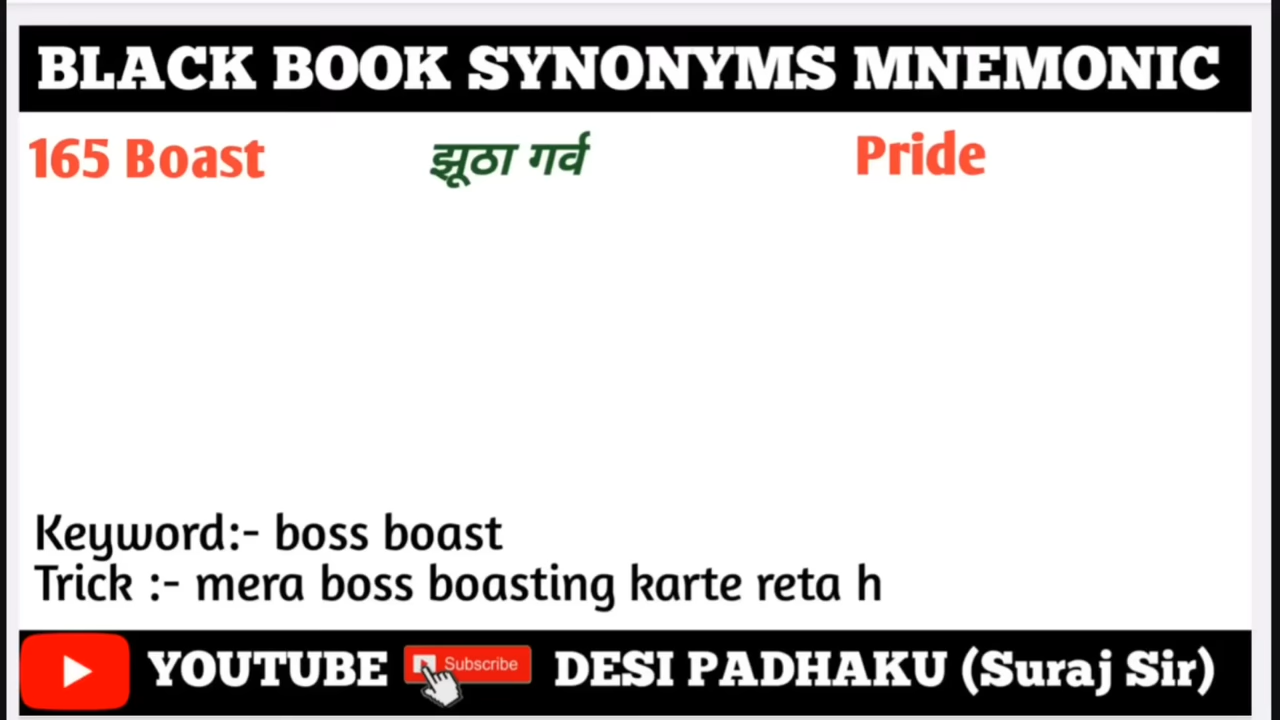 BLACK BOOK SYNONYMS MNEMONIC
165 Boast झूठा गर्व Pride
Keyword:- boss boast
Trick :- mera boss boasting karte reta h
YOUTUBE Subscribe DESI PADHAKU (Suraj Sir)